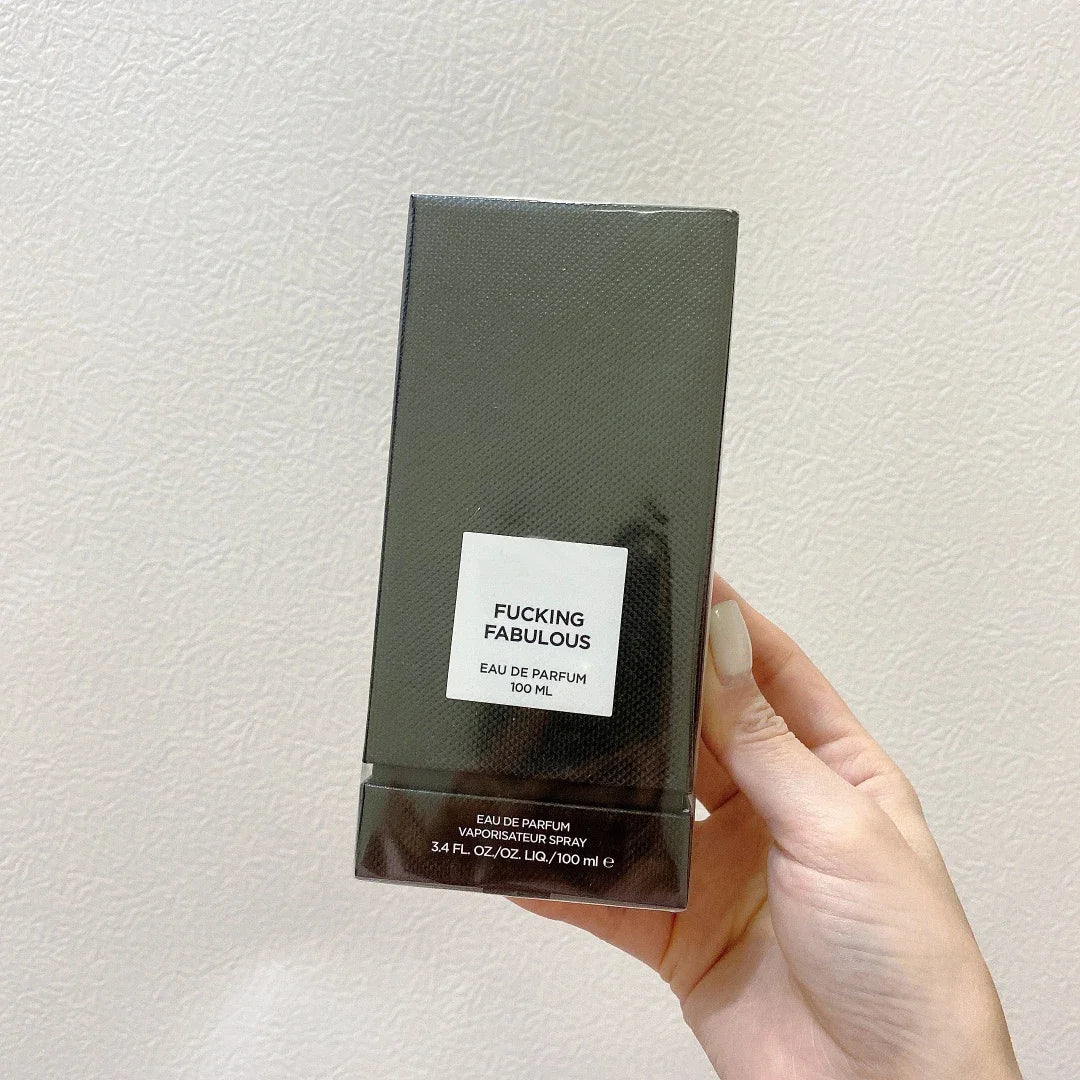 FUCKING
FABULOUS
EAU DE PARFUM
100 ML
EAU DE PARFUM
VAPORISATEUR SPRAY
3.4 FL. OZ./OZ. LIQ./100 ml ℮